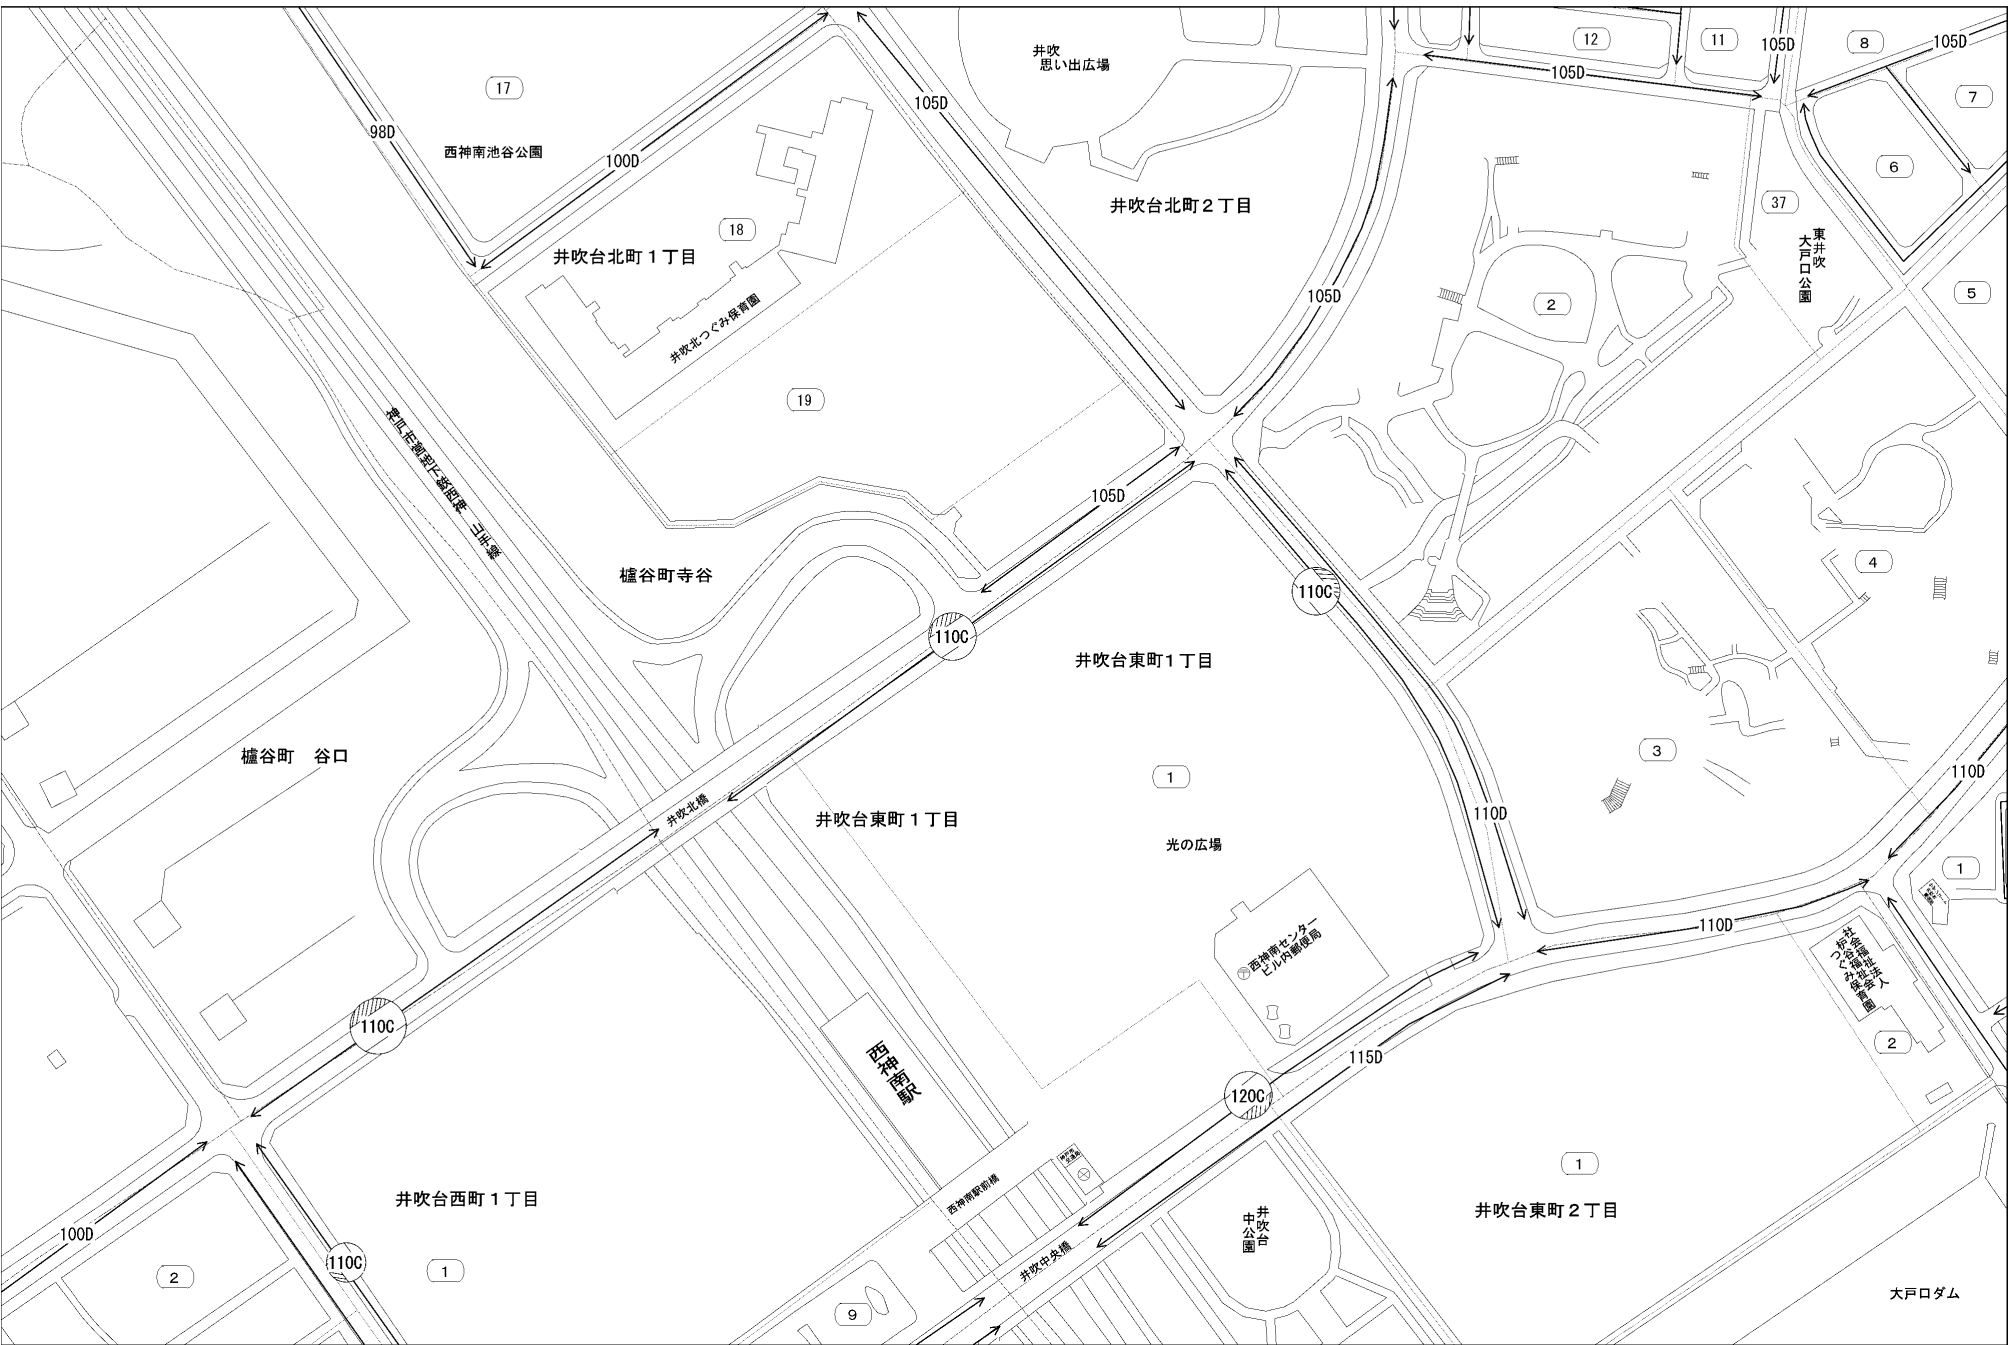 井吹
思い出広場
12
11
105D
8
105D
17
105D
105D
7
98D
西神南池谷公園
100D
6
井吹台北町2丁目
37
18
井吹台北町1丁目
東井吹
大戸口公園
105D
2
5
井吹北つぐみ保育園
19
神戸市営地下鉄西神 山手線
105D
櫨谷町寺谷
110C
4
110C
井吹台東町1丁目
櫨谷町 谷口
3
110D
1
井吹北橋
井吹台東町1丁目
110D
光の広場
1
西神南センター
ビル内郵便局
110D
社会福祉法人
枦谷福祉会
つぐみ保育園
110C
2
西神南駅
115D
120C
1
井吹台西町1丁目
西神南駅前橋
井吹台東町2丁目
井吹台
中公園
100D
110C
1
2
井吹中央橋
大戸口ダム
9